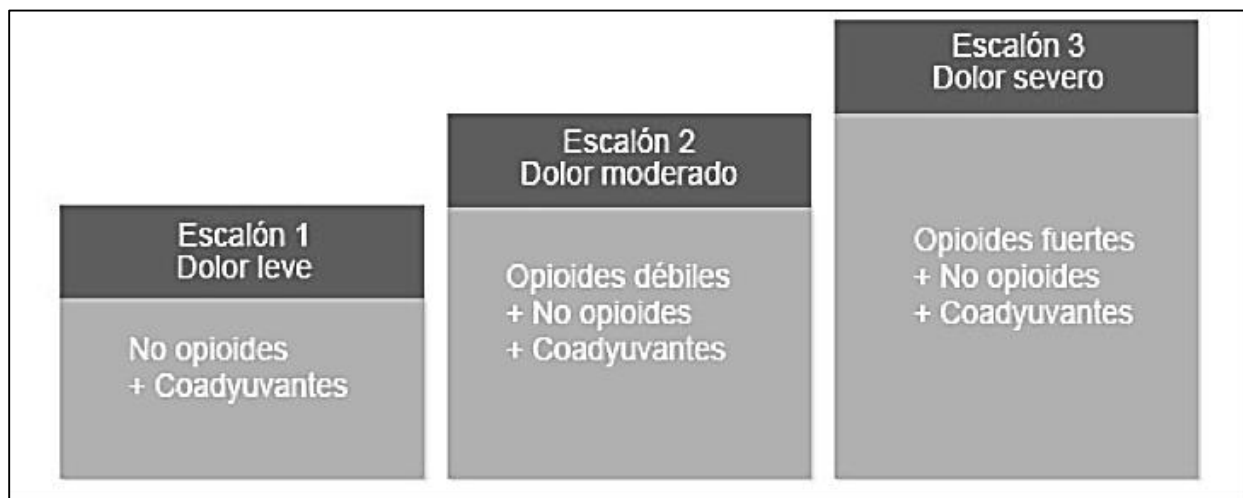 Escalón 1
Dolor leve
No opioides
+ Coadyuvantes
Escalón 2
Dolor moderado
Opioides débiles
+ No opioides
+ Coadyuvantes
Escalón 3
Dolor severo
Opioides fuertes
+ No opioides
+ Coadyuvantes